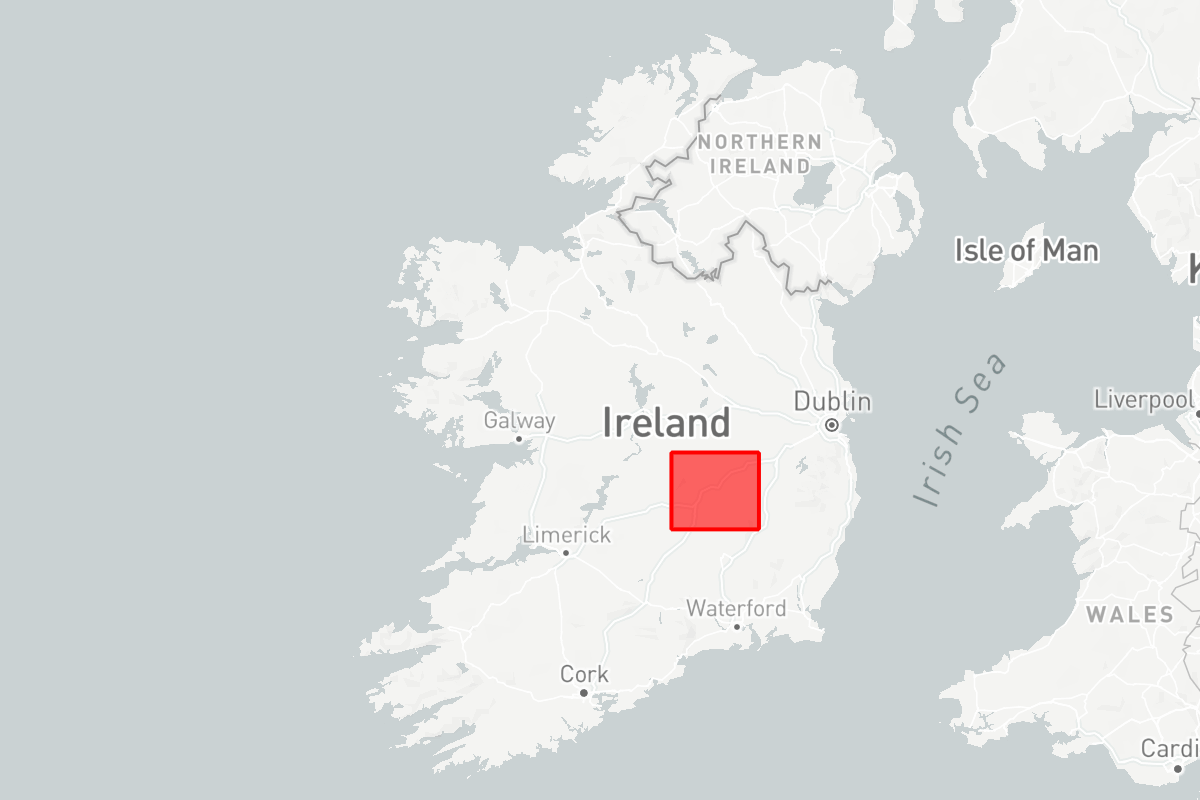 NORTHERN
IRELAND
Isle of Man
K
Irish Sea
Dublin
Liverpool
Galway
Ireland
Limerick
Waterford
WALES
Cork
Cardi